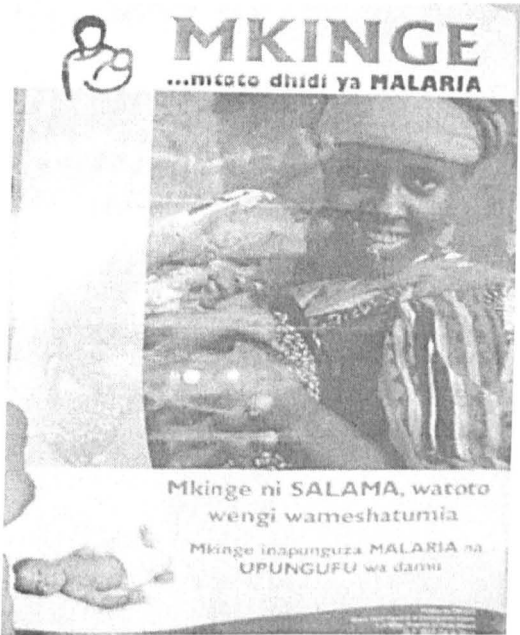 MKINGE
...mtoto dhidi ya MALARIA
Mkinge ni SALAMA, watoto
wengi wameshatumia
Mkinge inapunguza MALARIA na
UPUNGUFU wa damu